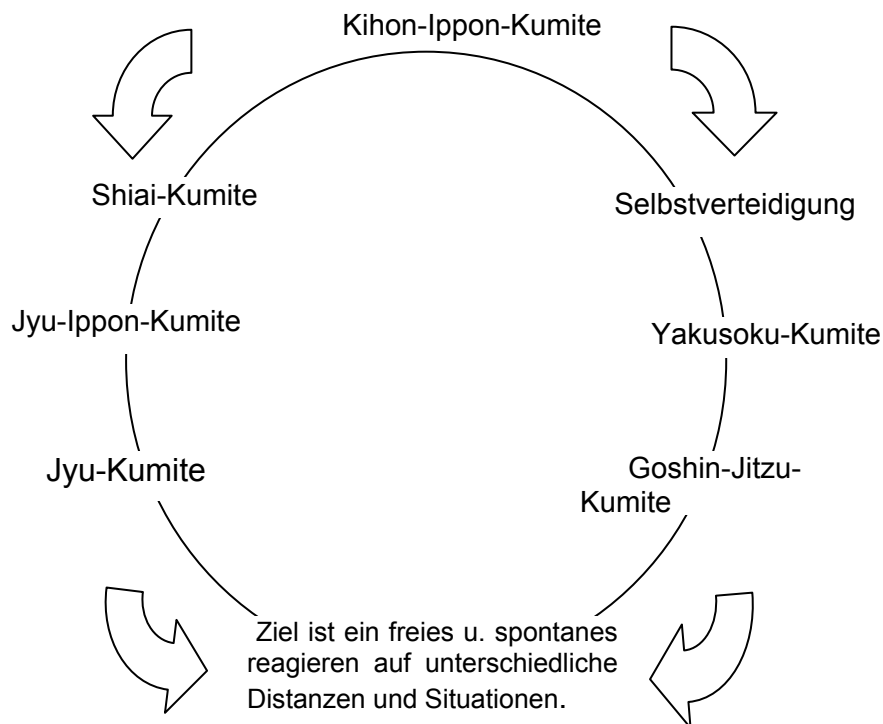 Kihon-Ippon-Kumite
Shiai-Kumite
Selbstverteidigung
Jyu-Ippon-Kumite
Yakusoku-Kumite
Jyu-Kumite
Goshin-Jitzu-
Kumite
Ziel ist ein freies u. spontanes
reagieren auf unterschiedliche
Distanzen und Situationen.